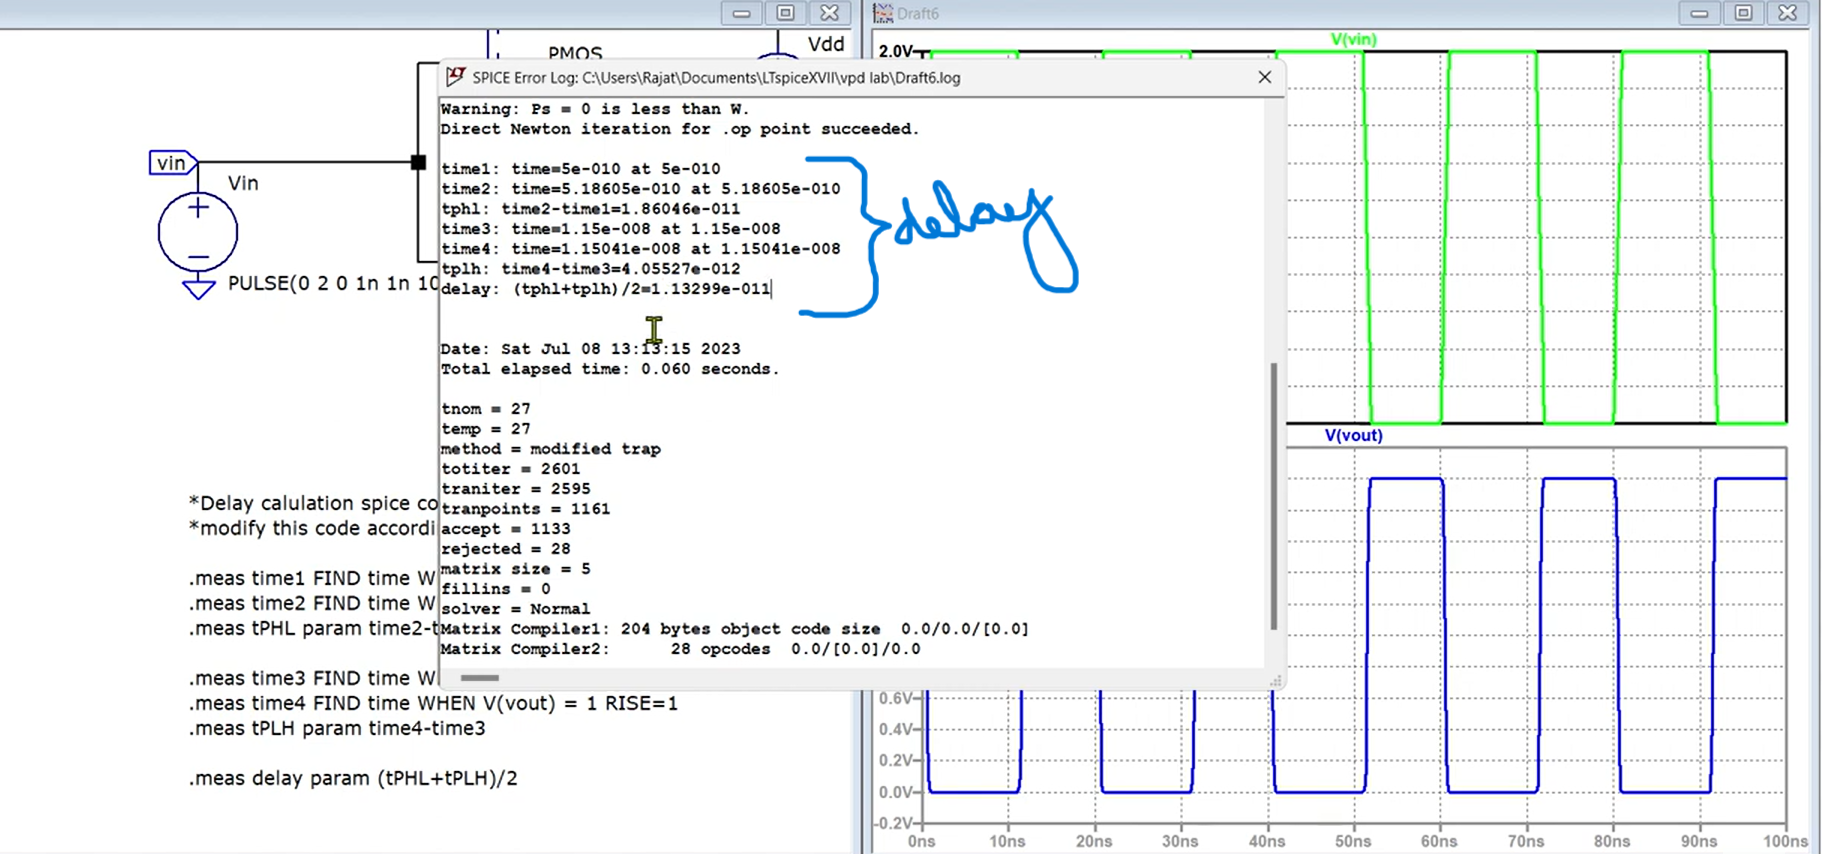 Draft6
PMOS
Vdd
vin
Vin
PULSE(0 2 0 1n 1n 10
*Delay calulation spice co
*modify this code accordi
.meas time1 FIND time W
.meas time2 FIND time W
.meas tPHL param time2-t
.meas time3 FIND time W
.meas time4 FIND time WHEN V(vout) = 1 RISE=1
.meas tPLH param time4-time3
.meas delay param (tPHL+tPLH)/2
SPICE Error Log: C:\Users\Rajat\Documents\LTspiceXVII\vpd lab\Draft6.log
Warning: Ps = 0 is less than W.
Direct Newton iteration for .op point succeeded.
time1: time=5e-010 at 5e-010
time2: time=5.18605e-010 at 5.18605e-010
tphl: time2-time1=1.86046e-011
time3: time=1.15e-008 at 1.15e-008
time4: time=1.15041e-008 at 1.15041e-008
tplh: time4-time3=4.05527e-012
delay: (tphl+tplh)/2=1.13299e-011
delay
Date: Sat Jul 08 13:13:15 2023
Total elapsed time: 0.060 seconds.
tnom = 27
temp = 27
method = modified trap
totiter = 2601
traniter = 2595
tranpoints = 1161
accept = 1133
rejected = 28
matrix size = 5
fillins = 0
solver = Normal
Matrix Compiler1: 204 bytes object code size 0.0/0.0/[0.0]
Matrix Compiler2: 28 opcodes 0.0/[0.0]/0.0
V(vin)
2.0V
V(vout)
0.6V
0.4V
0.2V
0.0V
-0.2V
0ns 10ns 20ns 30ns 40ns 50ns 60ns 70ns 80ns 90ns 100ns